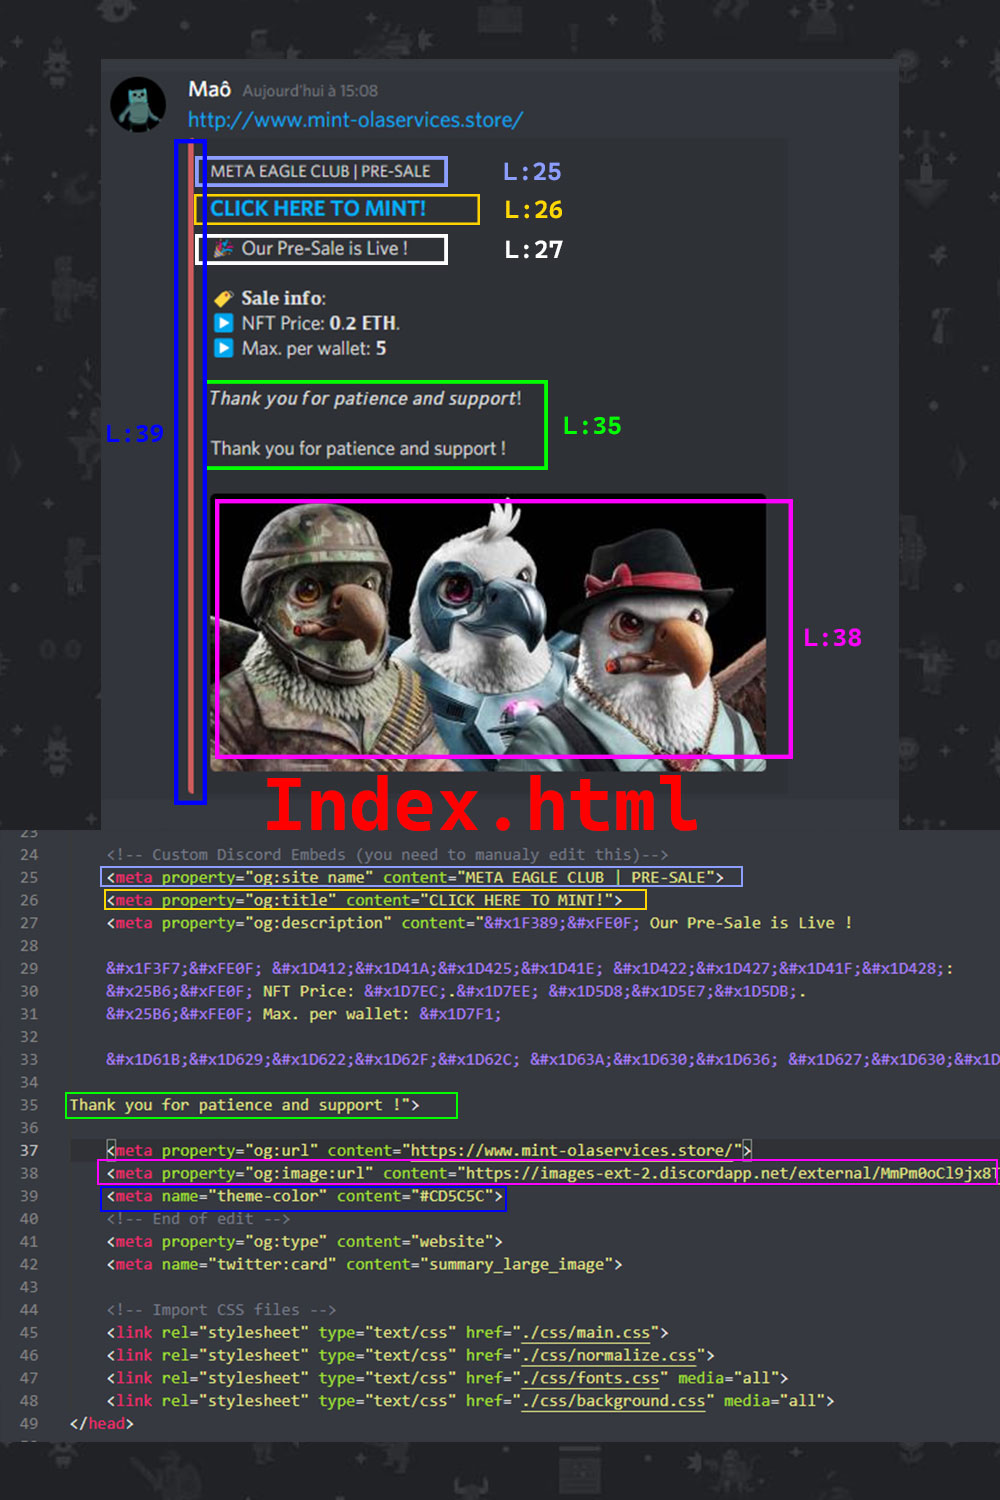 Maô Aujourd'hui à 15:08
http://www.mint-olaservices.store/
META EAGLE CLUB | PRE-SALE L:25
CLICK HERE TO MINT! L:26
🎉 Our Pre-Sale is Live ! L:27
🏷️ Sale info:
▶️ NFT Price: 0.2 ETH.
▶️ Max. per wallet: 5
Thank you for patience and support!
L:35
L:39
Thank you for patience and support !
L:38
Index.html
23
24 <!-- Custom Discord Embeds (you need to manualy edit this)-->
25 <meta property="og:site_name" content="META EAGLE CLUB | PRE-SALE">
26 <meta property="og:title" content="CLICK HERE TO MINT!">
27 <meta property="og:description" content="&#x1F389;&#xFE0F; Our Pre-Sale is Live !
28
29 &#x1F3F7;&#xFE0F; &#x1D412;&#x1D41A;&#x1D425;&#x1D41E; &#x1D422;&#x1D427;&#x1D41F;&#x1D428;:
30 &#x25B6;&#xFE0F; NFT Price: &#x1D7EC;.&#x1D7EE; &#x1D5D8;&#x1D5E7;&#x1D5DB;.
31 &#x25B6;&#xFE0F; Max. per wallet: &#x1D7F1;
32
33 &#x1D61B;&#x1D629;&#x1D622;&#x1D62F;&#x1D62C; &#x1D63A;&#x1D630;&#x1D636; &#x1D627;&#x1D630;&#x1D
34
35 Thank you for patience and support !">
36
37 <meta property="og:url" content="https://www.mint-olaservices.store/">
38 <meta property="og:image:url" content="https://images-ext-2.discordapp.net/external/MmPm0oCl9jx8T
39 <meta name="theme-color" content="#CD5C5C">
40 <!-- End of edit -->
41 <meta property="og:type" content="website">
42 <meta name="twitter:card" content="summary_large_image">
43
44 <!-- Import CSS files -->
45 <link rel="stylesheet" type="text/css" href="./css/main.css">
46 <link rel="stylesheet" type="text/css" href="./css/normalize.css">
47 <link rel="stylesheet" type="text/css" href="./css/fonts.css" media="all">
48 <link rel="stylesheet" type="text/css" href="./css/background.css" media="all">
49 </head>